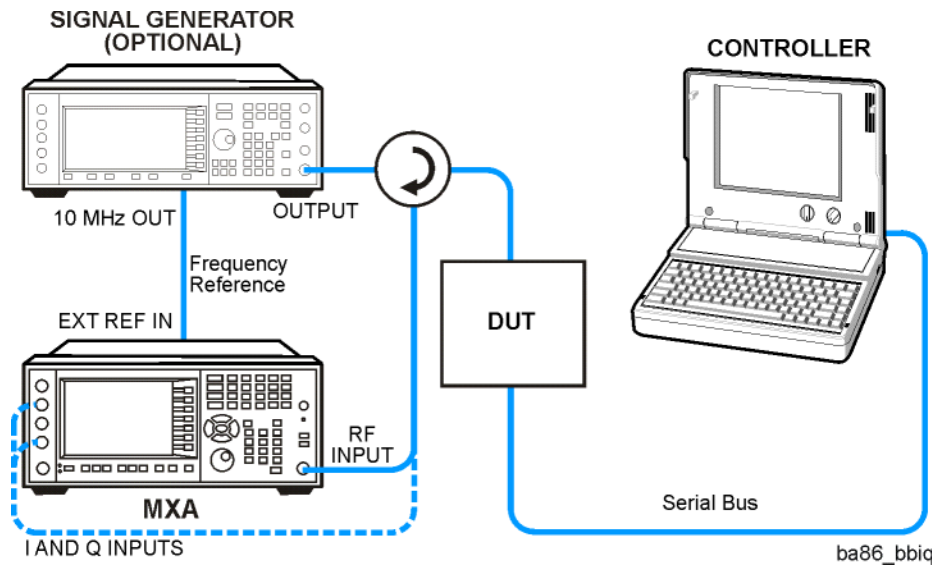 SIGNAL GENERATOR
(OPTIONAL)
CONTROLLER
10 MHz OUT
OUTPUT
Frequency
Reference
EXT REF IN
DUT
RF
INPUT
MXA
Serial Bus
I AND Q INPUTS
ba86_bbiq